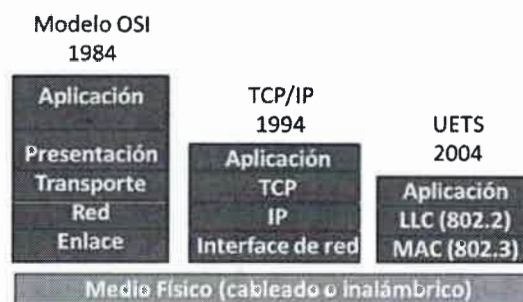 Modelo OSI
1984
Aplicación
Presentación
Transporte
Red
Enlace
TCP/IP
1994
Aplicación
TCP
IP
Interface de red
UETS
2004
Aplicación
LLC (802.2)
MAC (802.3)
Medio Físico (cableado o inalámbrico)